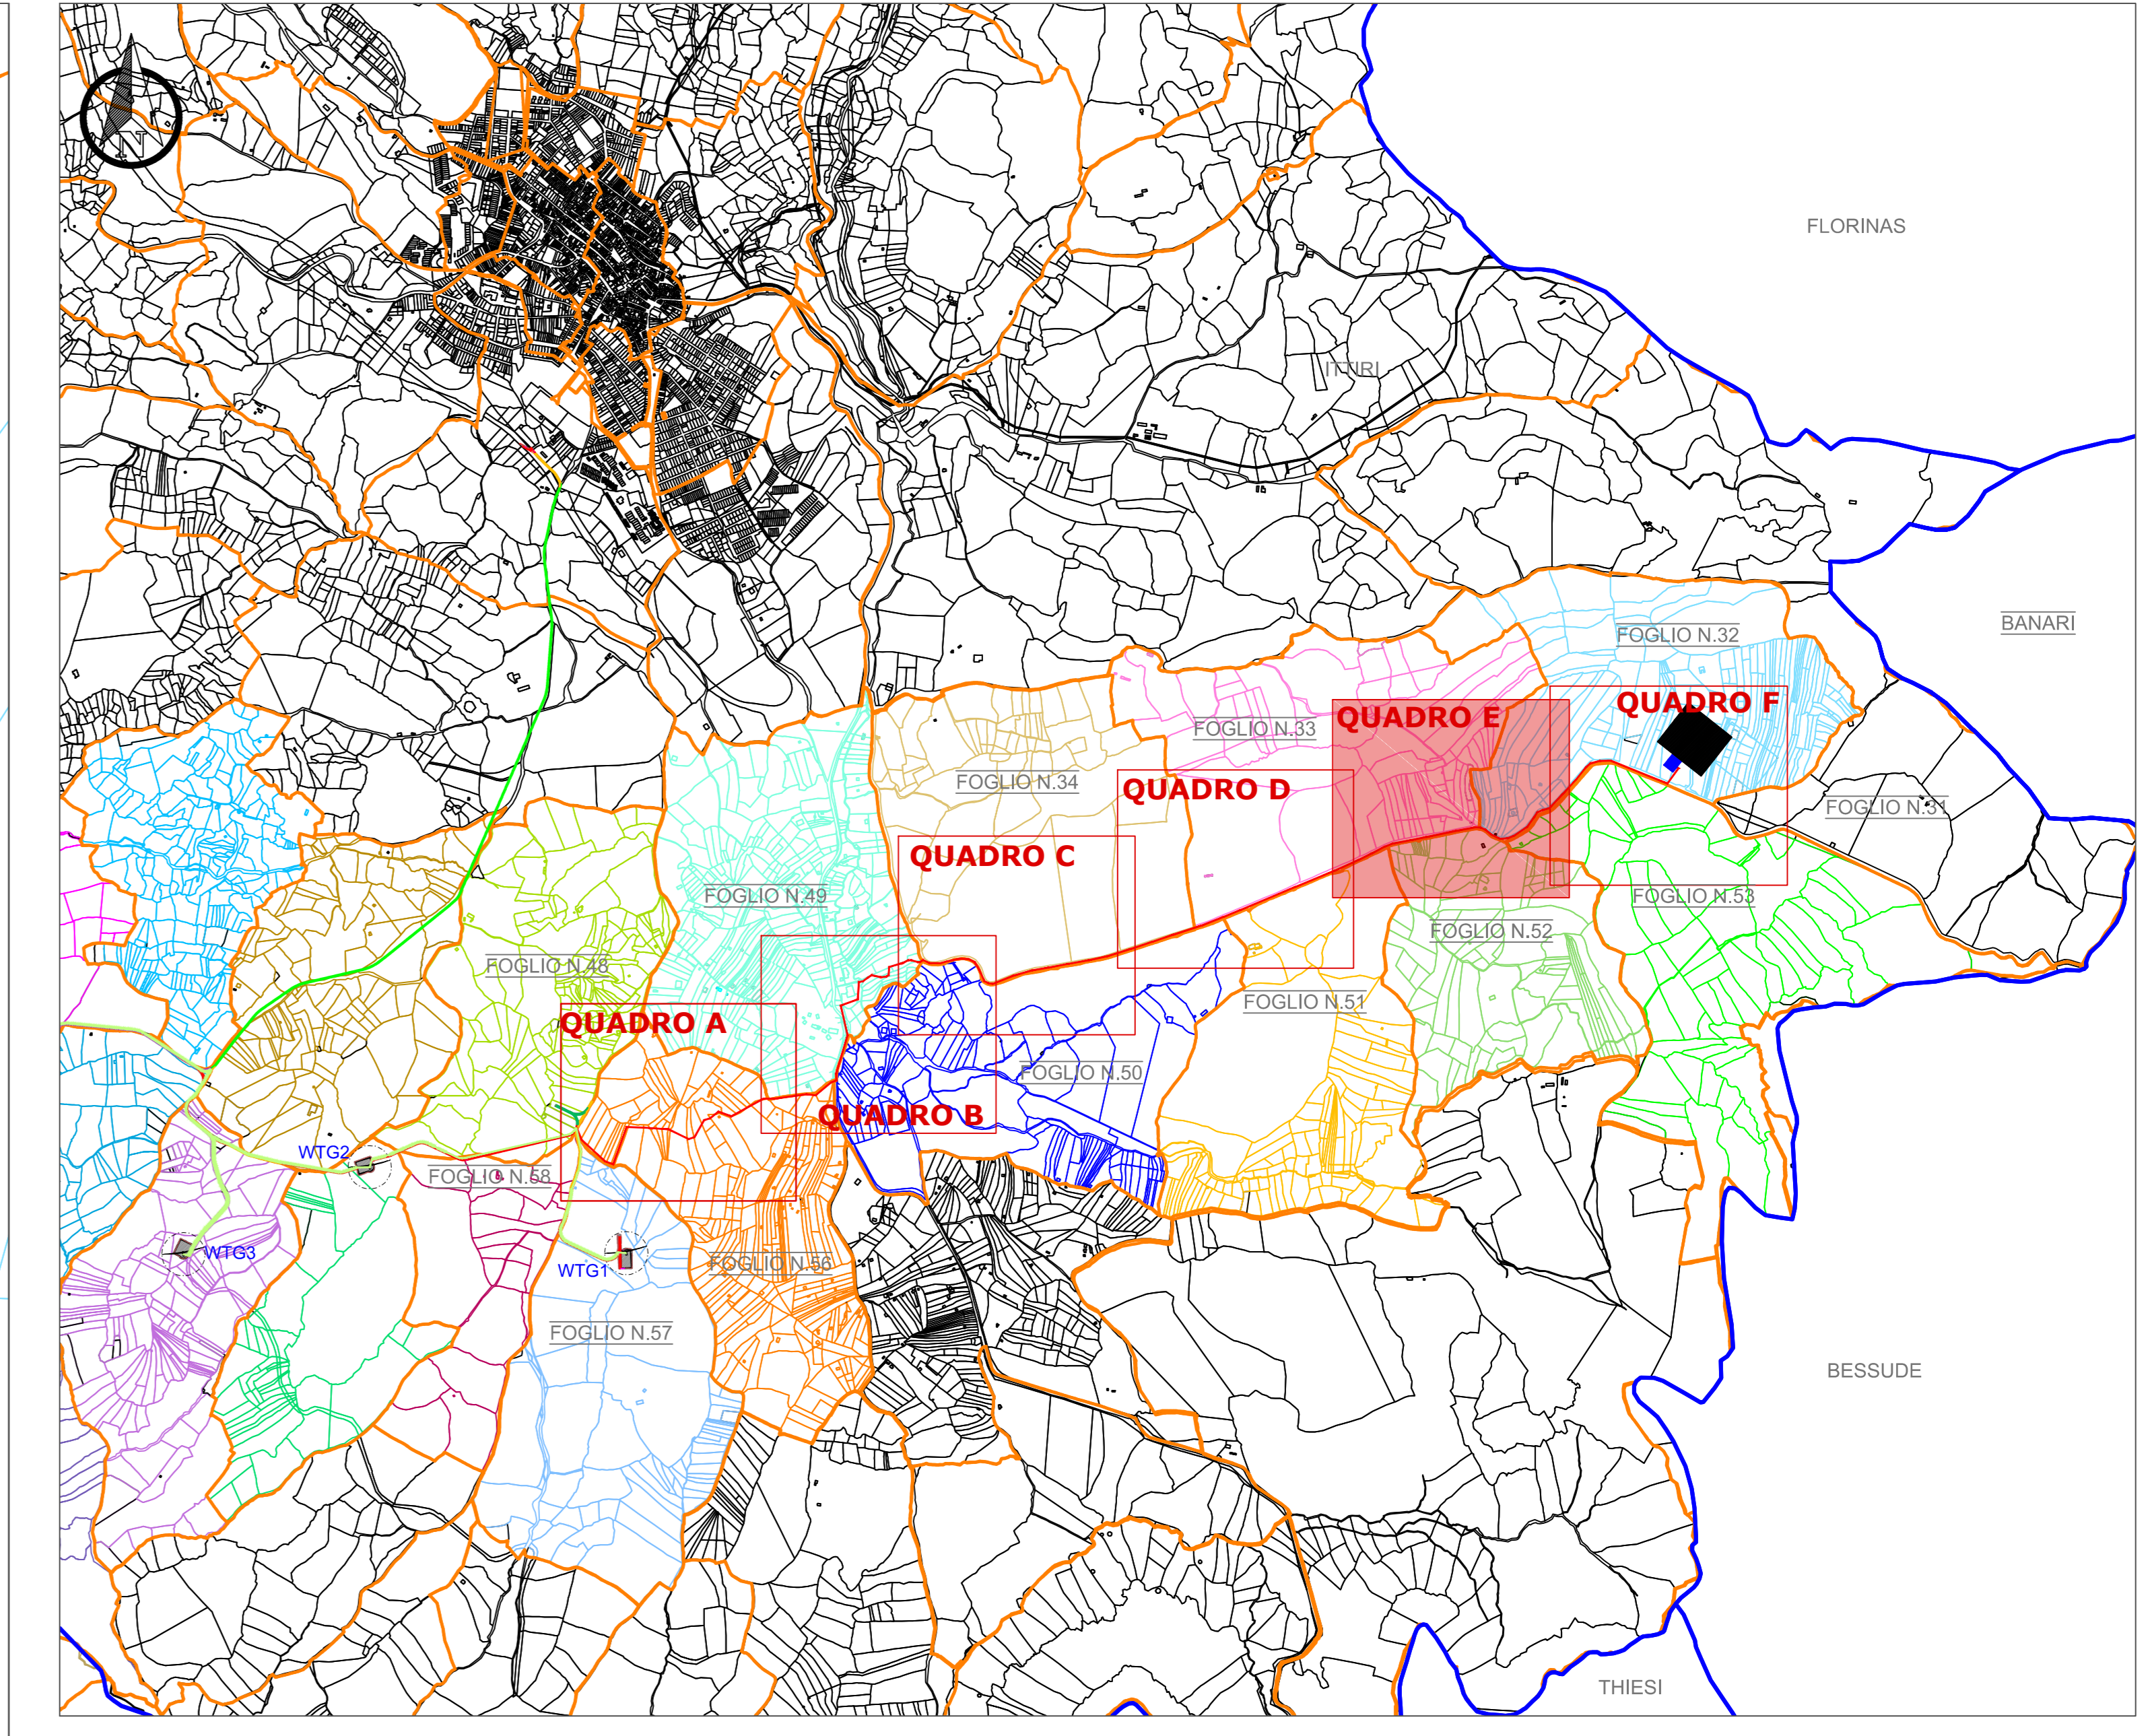 N
FLORINAS
ITTIRI
BANARI
FOGLIO N.32
QUADRO F
QUADRO E
FOGLIO N.33
FOGLIO N.34
QUADRO D
FOGLIO N.31
QUADRO C
FOGLIO N.49
FOGLIO N.53
FOGLIO N.52
FOGLIO N.48
FOGLIO N.51
QUADRO A
FOGLIO N.50
QUADRO B
WTG2
FOGLIO N.58
WTG3
WTG1
FOGLIO N.56
FOGLIO N.57
BESSUDE
THIESI